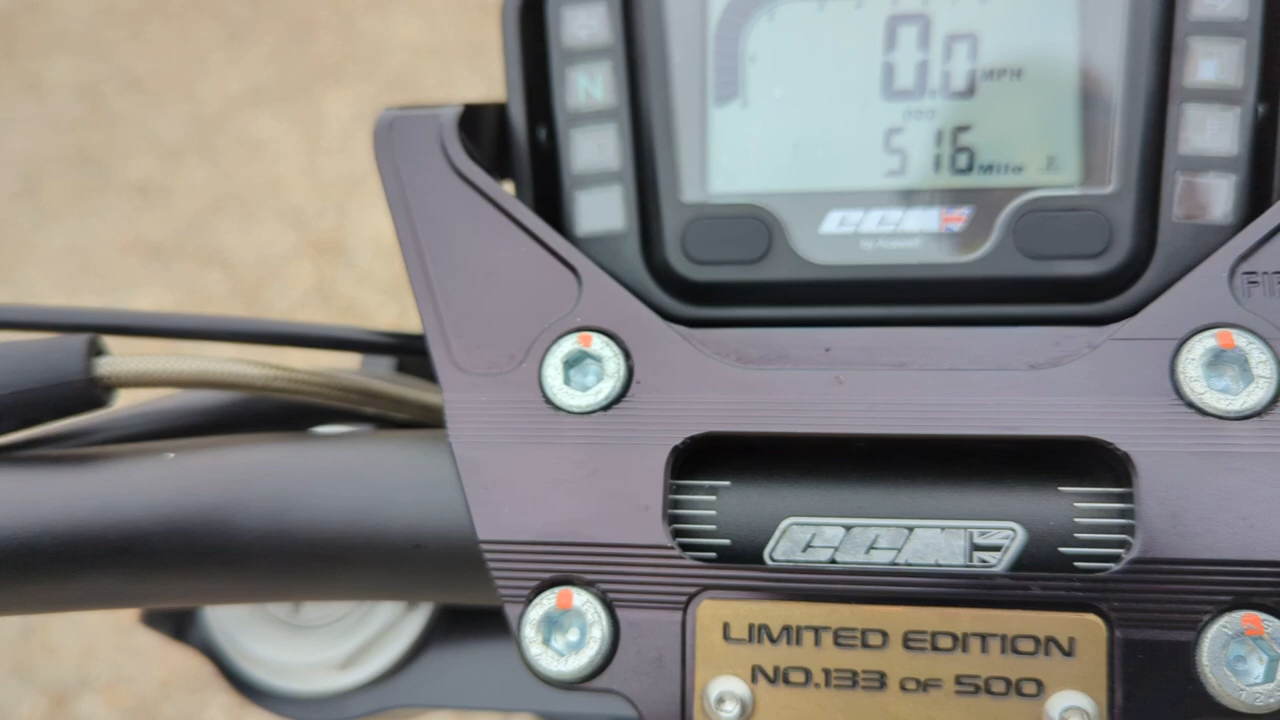 0.0 MPH
N
ODO
516 Mile
CCM
by Acewell
CCM
LIMITED EDITION
NO.133 OF 500